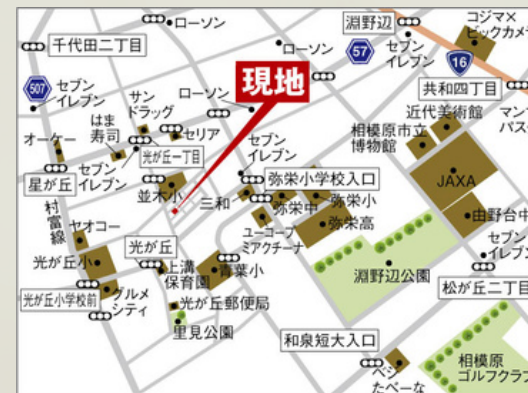 ローソン
千代田二丁目
ローソン
淵野辺
57
セブン
イレブン
コジマ×
ビックカメラ
16
507
セブン
イレブン
サン
ドラッグ
ローソン
現地
共和四丁目
近代美術館
オーケー
はま
寿司
セリア
光が丘一丁目
セブン
イレブン
相模原市立
博物館
星が丘
セブン
イレブン
並木小
三和
弥栄小学校入口
弥栄中
弥栄小
弥栄高
JAXA
村富線
ヤオコー
光が丘小
光が丘
ユーコープ
ミアクチーナ
由野台中
セブン
イレブン
上溝
保育園
青葉小
淵野辺公園
松が丘二丁目
光が丘小学校前
グルメ
シティ
光が丘郵便局
里見公園
和泉短大入口
相模原
ゴルフクラブ
たべーな